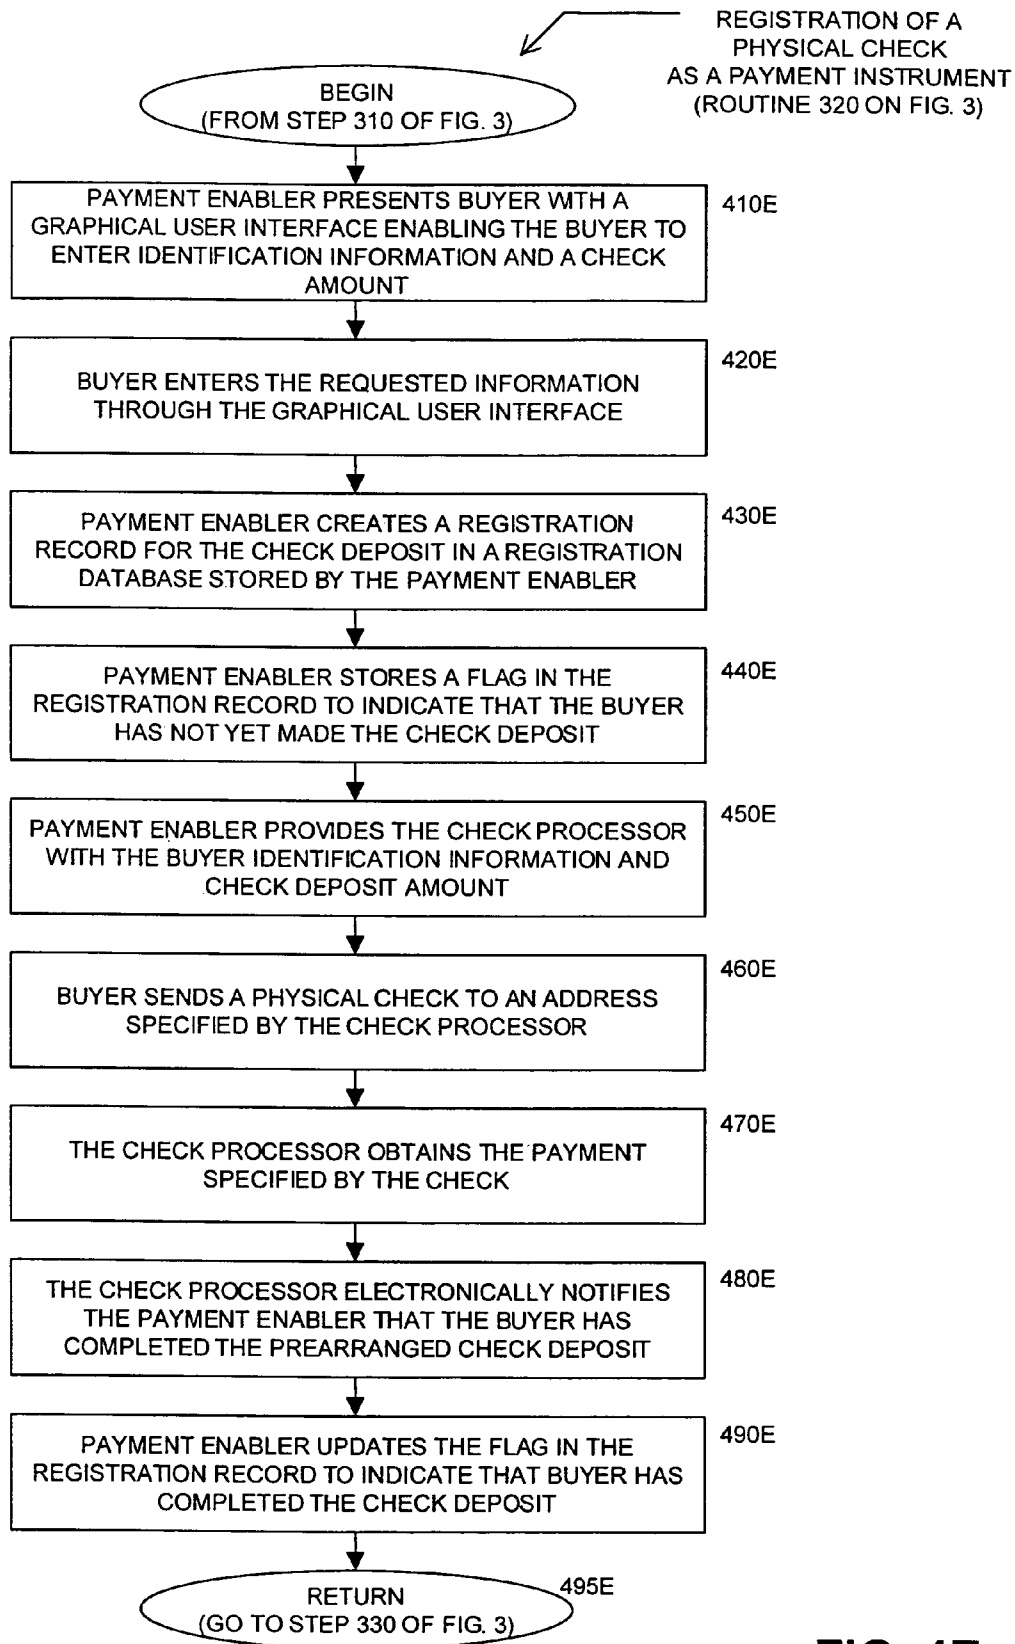 REGISTRATION OF A
PHYSICAL CHECK
AS A PAYMENT INSTRUMENT
(ROUTINE 320 ON FIG. 3)
BEGIN
(FROM STEP 310 OF FIG. 3)
PAYMENT ENABLER PRESENTS BUYER WITH A
GRAPHICAL USER INTERFACE ENABLING THE BUYER TO
ENTER IDENTIFICATION INFORMATION AND A CHECK
AMOUNT
410E
BUYER ENTERS THE REQUESTED INFORMATION
THROUGH THE GRAPHICAL USER INTERFACE
420E
PAYMENT ENABLER CREATES A REGISTRATION
RECORD FOR THE CHECK DEPOSIT IN A REGISTRATION
DATABASE STORED BY THE PAYMENT ENABLER
430E
PAYMENT ENABLER STORES A FLAG IN THE
REGISTRATION RECORD TO INDICATE THAT THE BUYER
HAS NOT YET MADE THE CHECK DEPOSIT
440E
PAYMENT ENABLER PROVIDES THE CHECK PROCESSOR
WITH THE BUYER IDENTIFICATION INFORMATION AND
CHECK DEPOSIT AMOUNT
450E
BUYER SENDS A PHYSICAL CHECK TO AN ADDRESS
SPECIFIED BY THE CHECK PROCESSOR
460E
THE CHECK PROCESSOR OBTAINS THE PAYMENT
SPECIFIED BY THE CHECK
470E
THE CHECK PROCESSOR ELECTRONICALLY NOTIFIES
THE PAYMENT ENABLER THAT THE BUYER HAS
COMPLETED THE PREARRANGED CHECK DEPOSIT
480E
PAYMENT ENABLER UPDATES THE FLAG IN THE
REGISTRATION RECORD TO INDICATE THAT BUYER HAS
COMPLETED THE CHECK DEPOSIT
490E
RETURN
(GO TO STEP 330 OF FIG. 3)
495E